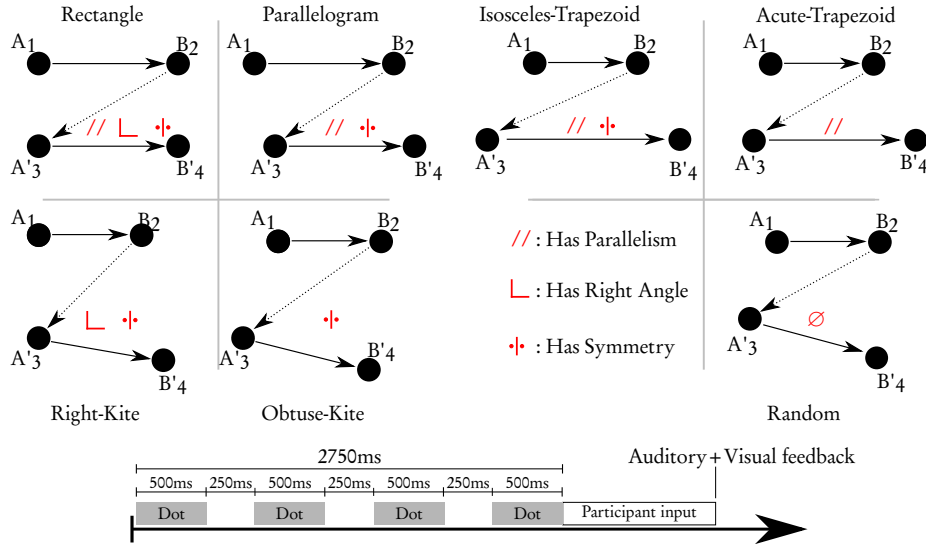 Rectangle
Parallelogram
Isosceles-Trapezoid
Acute-Trapezoid
A1
B2
A1
B2
A1
B2
A1
B2
// ∟ •|•
// •|•
// •|•
//
A'3
B'4
A'3
B'4
A'3
B'4
A'3
B'4
A1
B2
A1
B2
A1
B2
// : Has Parallelism
∟ : Has Right Angle
•|• : Has Symmetry
∟ •|•
•|•
∅
A'3
B'4
A'3
B'4
A'3
B'4
Right-Kite
Obtuse-Kite
Random
2750ms
Auditory + Visual feedback
500ms 250ms 500ms 250ms 500ms 250ms 500ms
Dot Dot Dot Dot Participant input